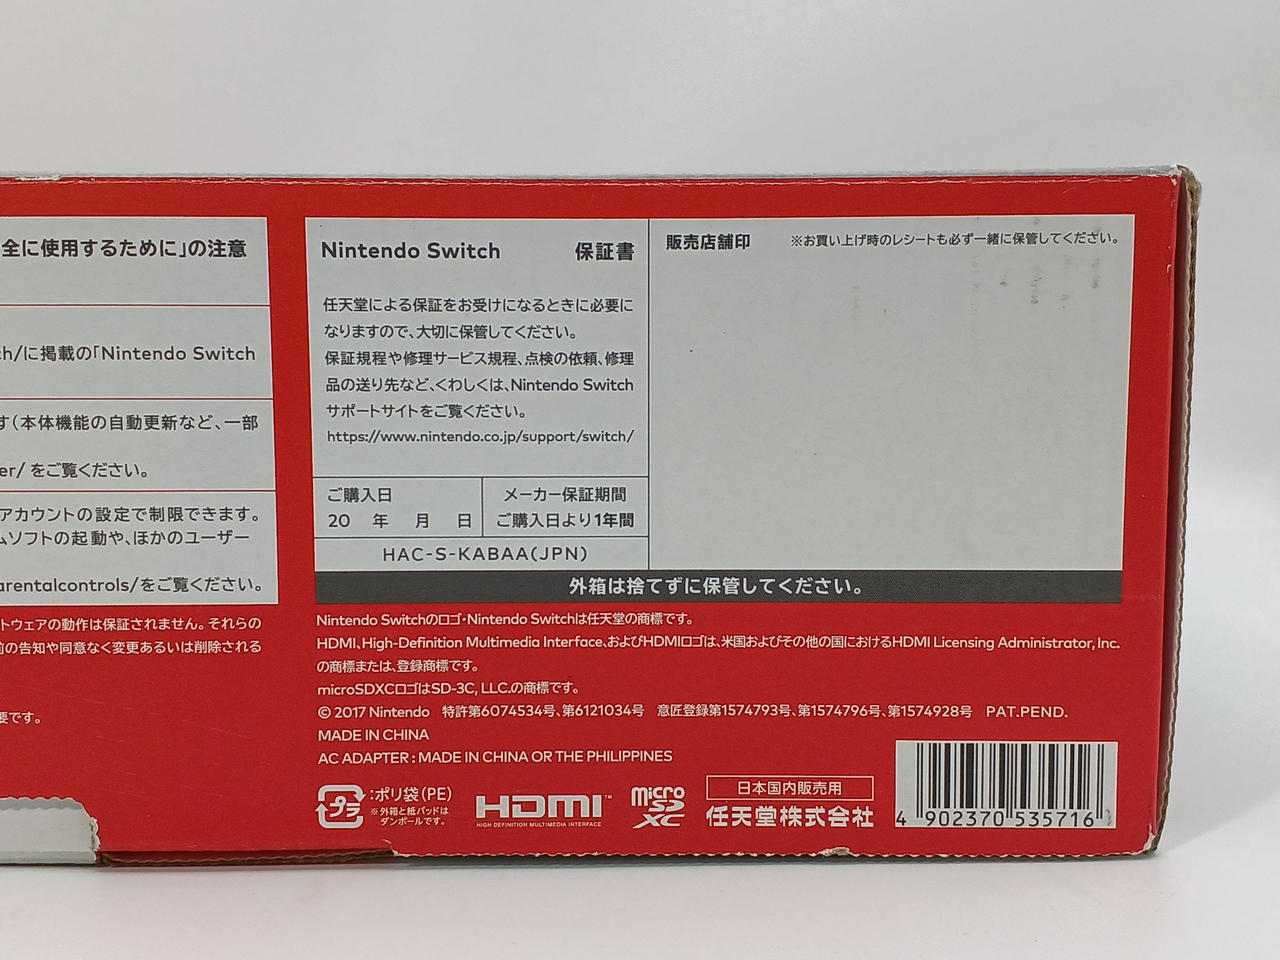 全に使用するために」の注意
ch/に掲載の「Nintendo Switch
す（本体機能の自動更新など、一部
er/ をご覧ください。
アカウントの設定で制限できます。
ムソフトの起動や、ほかのユーザー
arentalcontrols/をご覧ください。
トウェアの動作は保証されません。それらの
前の告知や同意なく変更あるいは削除される
要です。
Nintendo Switch 保証書
任天堂による保証をお受けになるときに必要に
なりますので、大切に保管してください。
保証規程や修理サービス規程、点検の依頼、修理
品の送り先など、くわしくは、Nintendo Switch
サポートサイトをご覧ください。
https://www.nintendo.co.jp/support/switch/
ご購入日
20 年 月 日
メーカー保証期間
ご購入日より1年間
HAC-S-KABAA(JPN)
販売店舗印 ※お買い上げ時のレシートも必ず一緒に保管してください。
外箱は捨てずに保管してください。
Nintendo Switchのロゴ・Nintendo Switchは任天堂の商標です。
HDMI、High-Definition Multimedia Interface、およびHDMIロゴは、米国およびその他の国におけるHDMI Licensing Administrator, Inc.
の商標または、登録商標です。
microSDXCロゴはSD-3C, LLC.の商標です。
© 2017 Nintendo 特許第6074534号、第6121034号 意匠登録第1574793号、第1574796号、第1574928号 PAT.PEND.
MADE IN CHINA
AC ADAPTER : MADE IN CHINA OR THE PHILIPPINES
プラ :ポリ袋(PE)
※外箱と紙パッドは
ダンボールです。
HDMI™
HIGH DEFINITION MULTIMEDIA INTERFACE
micro
SD
XC
日本国内販売用
任天堂株式会社
4 902370 535716